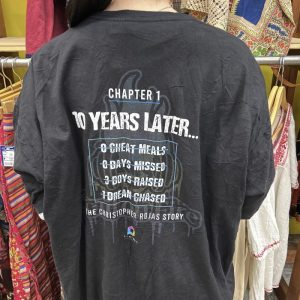 CHAPTER 1
10 YEARS LATER...
0 CHEAT MEALS
0 DAYS MISSED
3 BOYS RAISED
1 DREAM CHASED
THE CHRISTOPHER ROJAS STORY